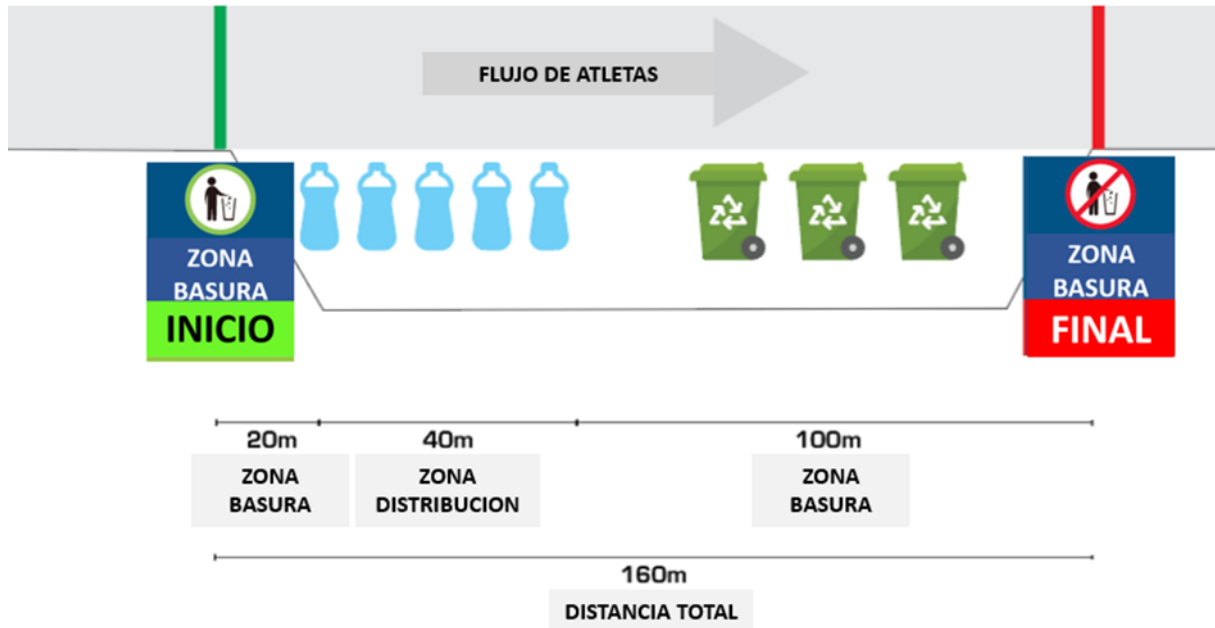 FLUJO DE ATLETAS
ZONA
BASURA
INICIO
ZONA
BASURA
FINAL
20m
40m
100m
ZONA
BASURA
ZONA
DISTRIBUCION
ZONA
BASURA
160m
DISTANCIA TOTAL